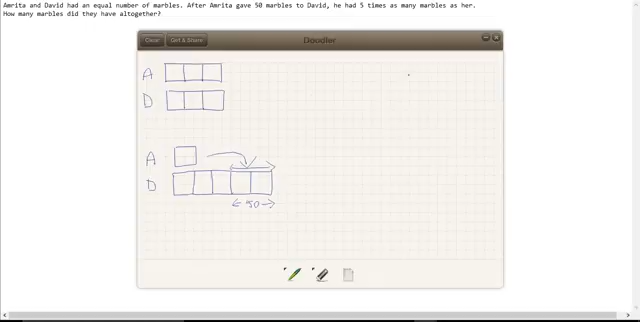 Amrita and David had an equal number of marbles. After Amrita gave 50 marbles to David, he had 5 times as many marbles as her.
How many marbles did they have altogether?
Doodler
Clear
Get & Share
A
D
A
D
50